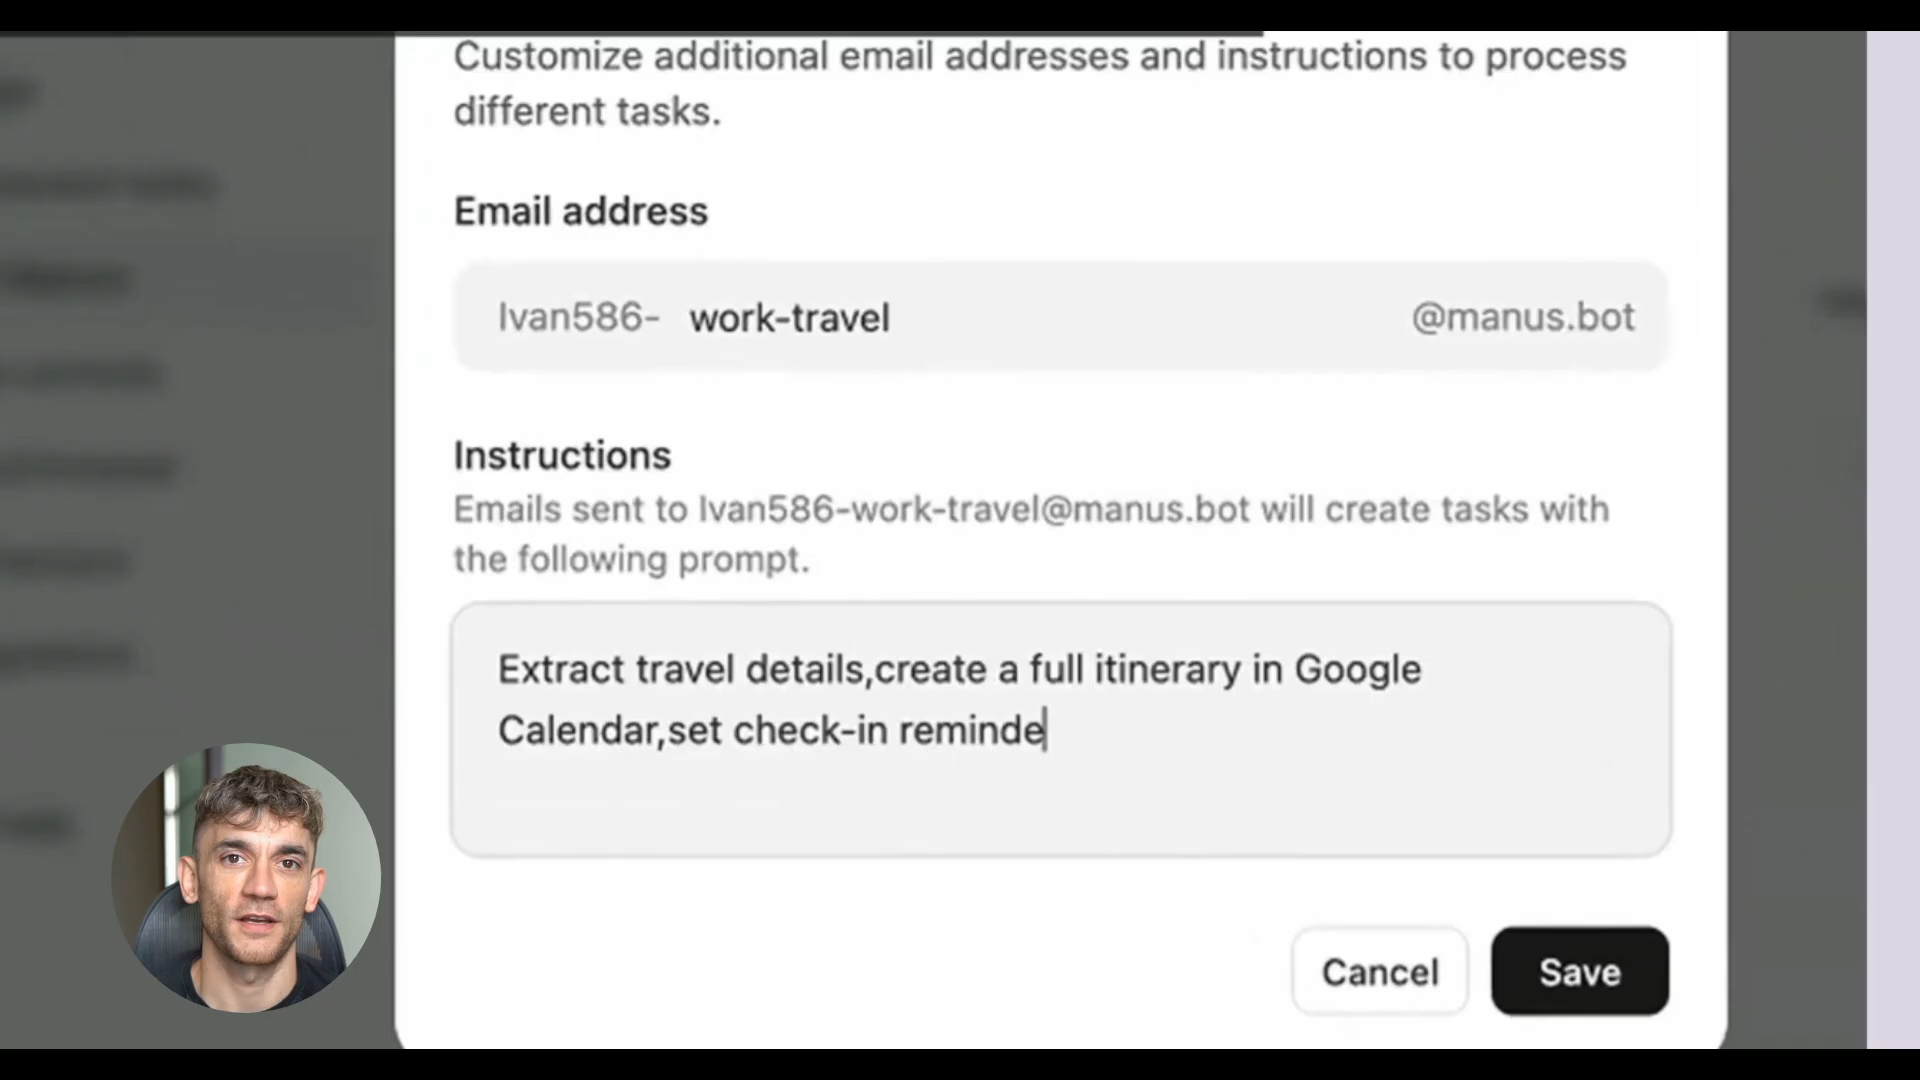 Customize additional email addresses and instructions to process
different tasks.
Email address
Ivan586- work-travel @manus.bot
Instructions
Emails sent to Ivan586-work-travel@manus.bot will create tasks with
the following prompt.
Extract travel details,create a full itinerary in Google
Calendar,set check-in reminde
Cancel Save